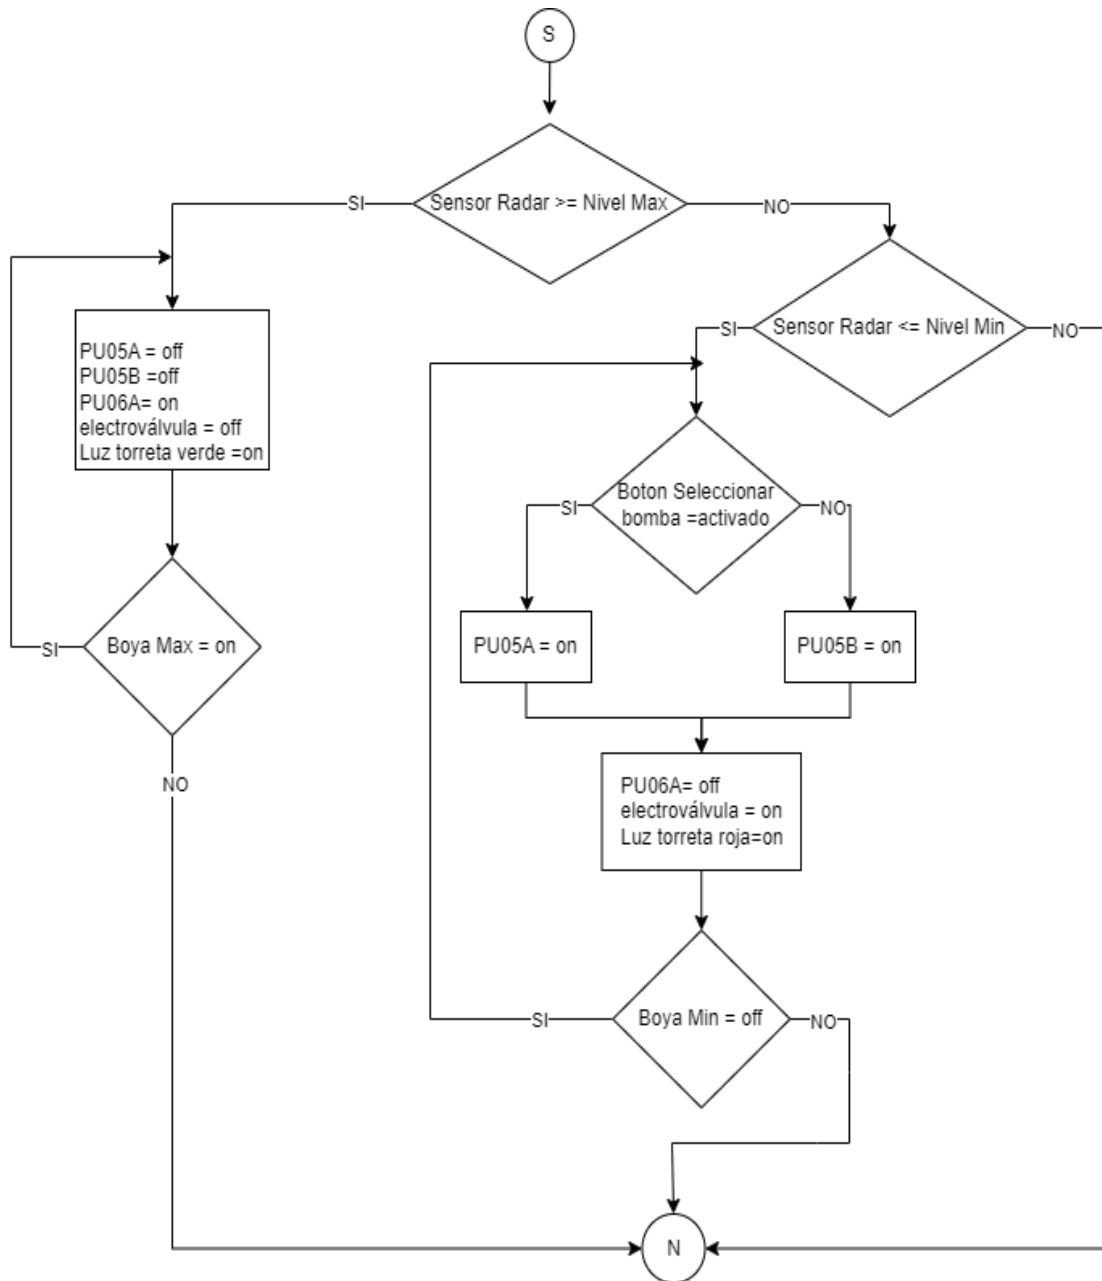 S
Sensor Radar >= Nivel Max
SI
NO
Sensor Radar <= Nivel Min
SI
NO
PU05A = off
PU05B =off
PU06A= on
electroválvula = off
Luz torreta verde =on
Boton Seleccionar
bomba =activado
SI
NO
PU05A = on
PU05B = on
Boya Max = on
SI
NO
PU06A= off
electroválvula = on
Luz torreta roja=on
Boya Min = off
SI
NO
N